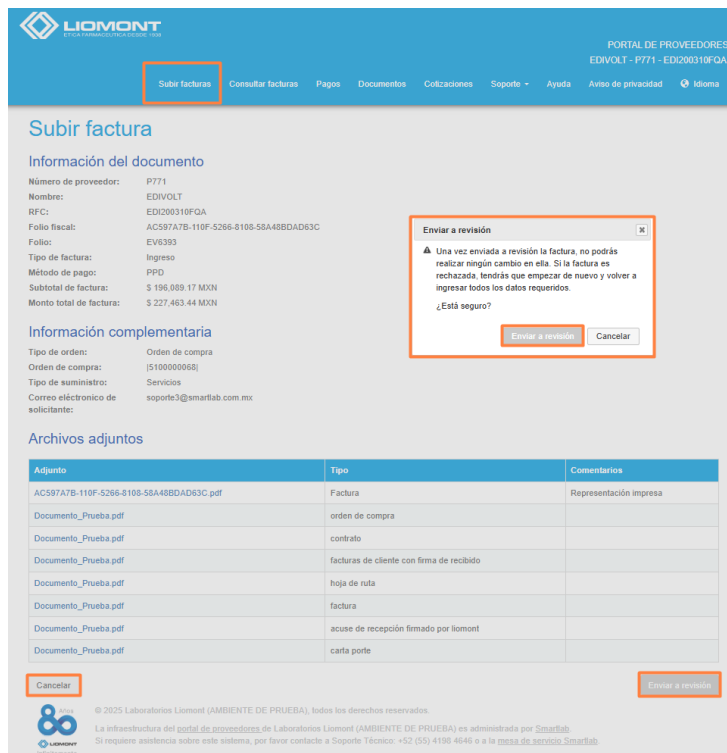 LIOMONT
ETICA FARMACEUTICA DESDE 1938
PORTAL DE PROVEEDORES
EDIVOLT - P771 - EDI200310FQA
Subir facturas Consultar facturas Pagos Documentos Cotizaciones Soporte Ayuda Aviso de privacidad Idioma
Subir factura
Información del documento
Número de proveedor: P771
Nombre: EDIVOLT
RFC: EDI200310FQA
Folio fiscal: AC597A7B-110F-5266-8108-58A48BDAD63C
Folio: EV6393
Tipo de factura: Ingreso
Método de pago: PPD
Subtotal de factura: $ 196,089.17 MXN
Monto total de factura: $ 227,463.44 MXN
Enviar a revisión
Una vez enviada a revisión la factura, no podrás
realizar ningún cambio en ella. Si la factura es
rechazada, tendrás que empezar de nuevo y volver a
ingresar todos los datos requeridos.
¿Está seguro?
Enviar a revisión Cancelar
Información complementaria
Tipo de orden: Orden de compra
Orden de compra: |5100000068|
Tipo de suministro: Servicios
Correo eléctronico de
solicitante: soporte3@smartlab.com.mx
Archivos adjuntos
Adjunto Tipo Comentarios
AC597A7B-110F-5266-8108-58A48BDAD63C.pdf Factura Representación impresa
Documento_Prueba.pdf orden de compra
Documento_Prueba.pdf contrato
Documento_Prueba.pdf facturas de cliente con firma de recibido
Documento_Prueba.pdf hoja de ruta
Documento_Prueba.pdf factura
Documento_Prueba.pdf acuse de recepción firmado por liomont
Documento_Prueba.pdf carta porte
Cancelar Enviar a revisión
80 Años
LIOMONT
© 2025 Laboratorios Liomont (AMBIENTE DE PRUEBA), todos los derechos reservados.
La infraestructura del portal de proveedores de Laboratorios Liomont (AMBIENTE DE PRUEBA) es administrada por Smartlab.
Si requiere asistencia sobre este sistema, por favor contacte a Soporte Técnico: +52 (55) 4198 4646 o a la mesa de servicio Smartlab.